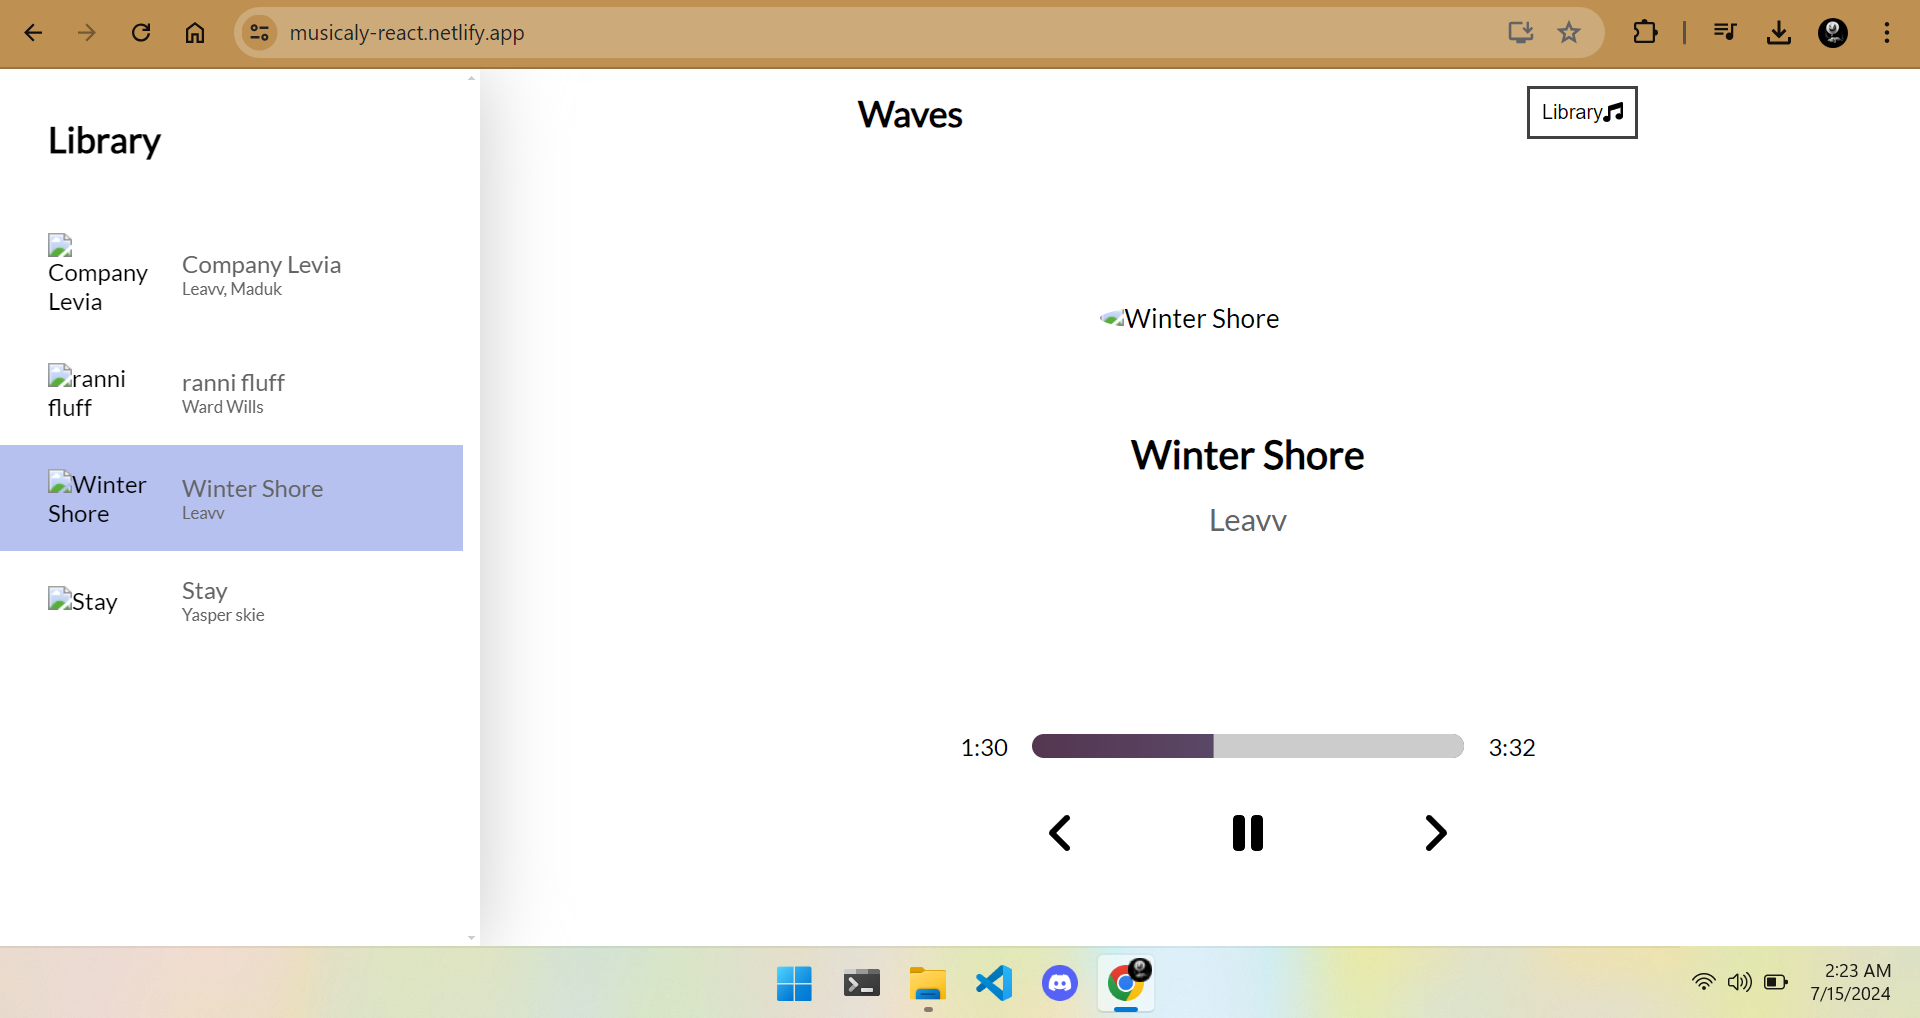 musicaly-react.netlify.app
Library
Company
Levia
Company Levia
Leavv, Maduk
ranni
fluff
ranni fluff
Ward Wills
Winter
Shore
Winter Shore
Leavv
Stay
Stay
Yasper skie
Waves
Library
Winter Shore
Winter Shore
Leavv
1:30
3:32
2:23 AM
7/15/2024